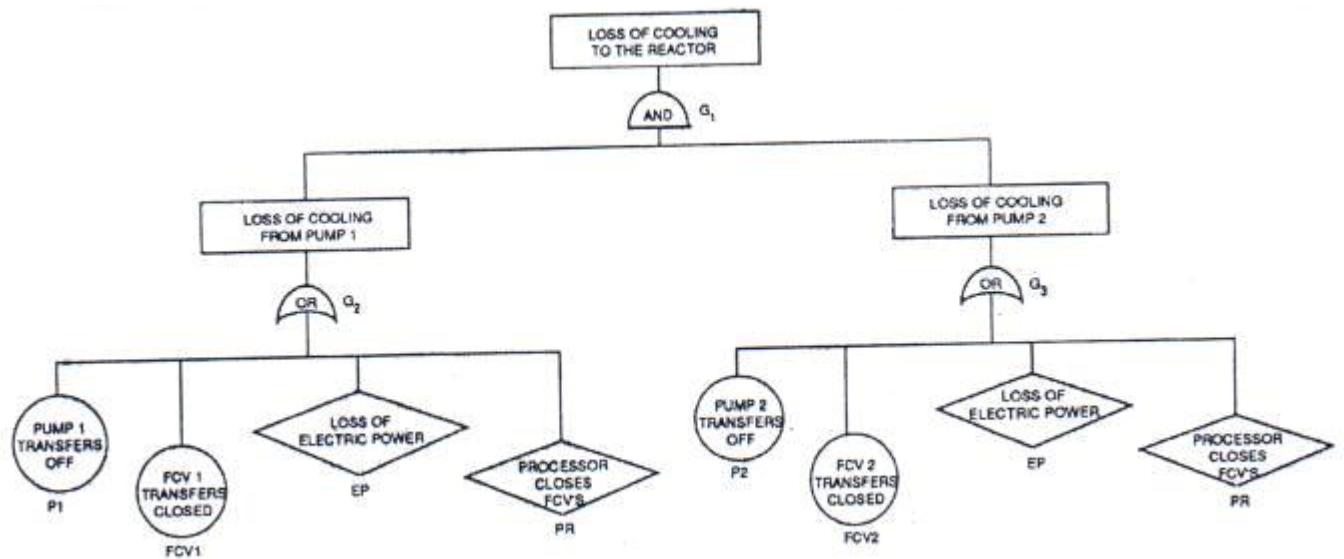 LOSS OF COOLING
TO THE REACTOR
AND
G1
LOSS OF COOLING
FROM PUMP 1
LOSS OF COOLING
FROM PUMP 2
OR
G2
OR
G3
PUMP 1
TRANSFERS
OFF
P1
FCV 1
TRANSFERS
CLOSED
FCV1
LOSS OF
ELECTRIC POWER
EP
PROCESSOR
CLOSES
FCV'S
PR
PUMP 2
TRANSFERS
OFF
P2
FCV 2
TRANSFERS
CLOSED
FCV2
LOSS OF
ELECTRIC POWER
EP
PROCESSOR
CLOSES
FCV'S
PR